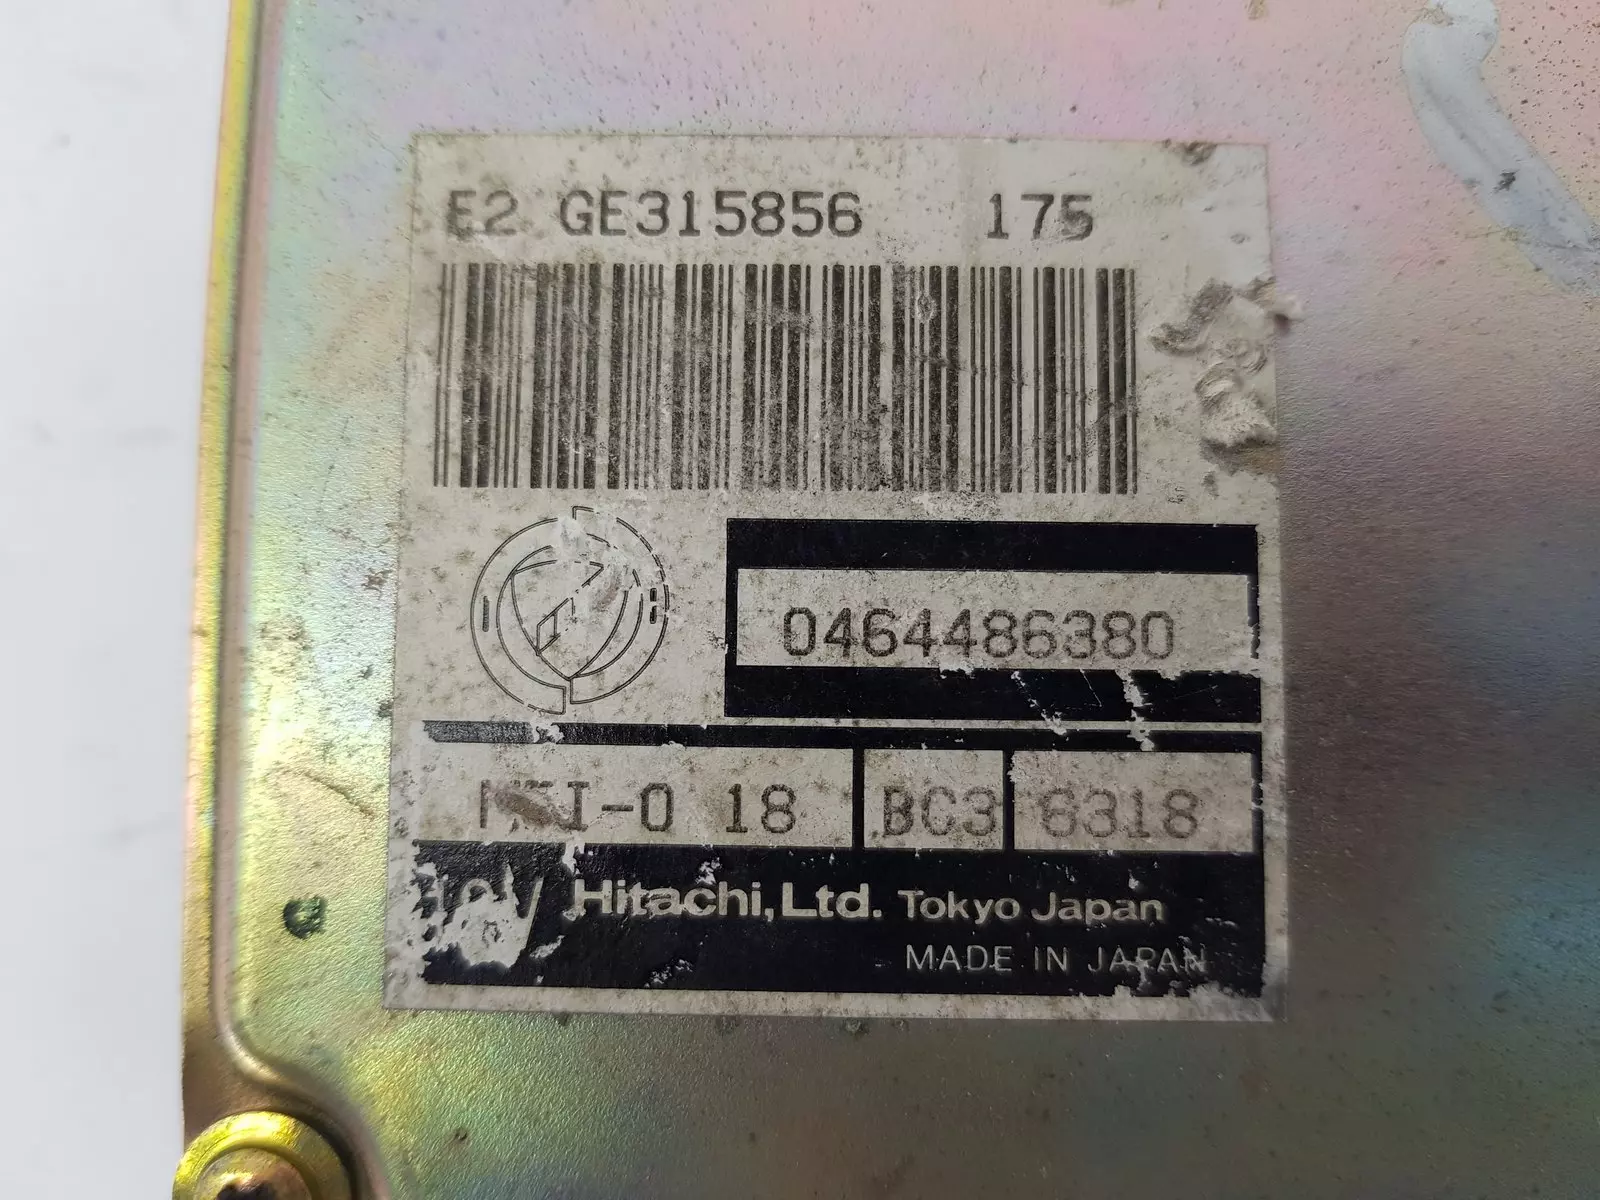 E2 GE315856 175
0464486380
18 BC3 6318
Hitachi, Ltd. Tokyo Japan
MADE IN JAPAN